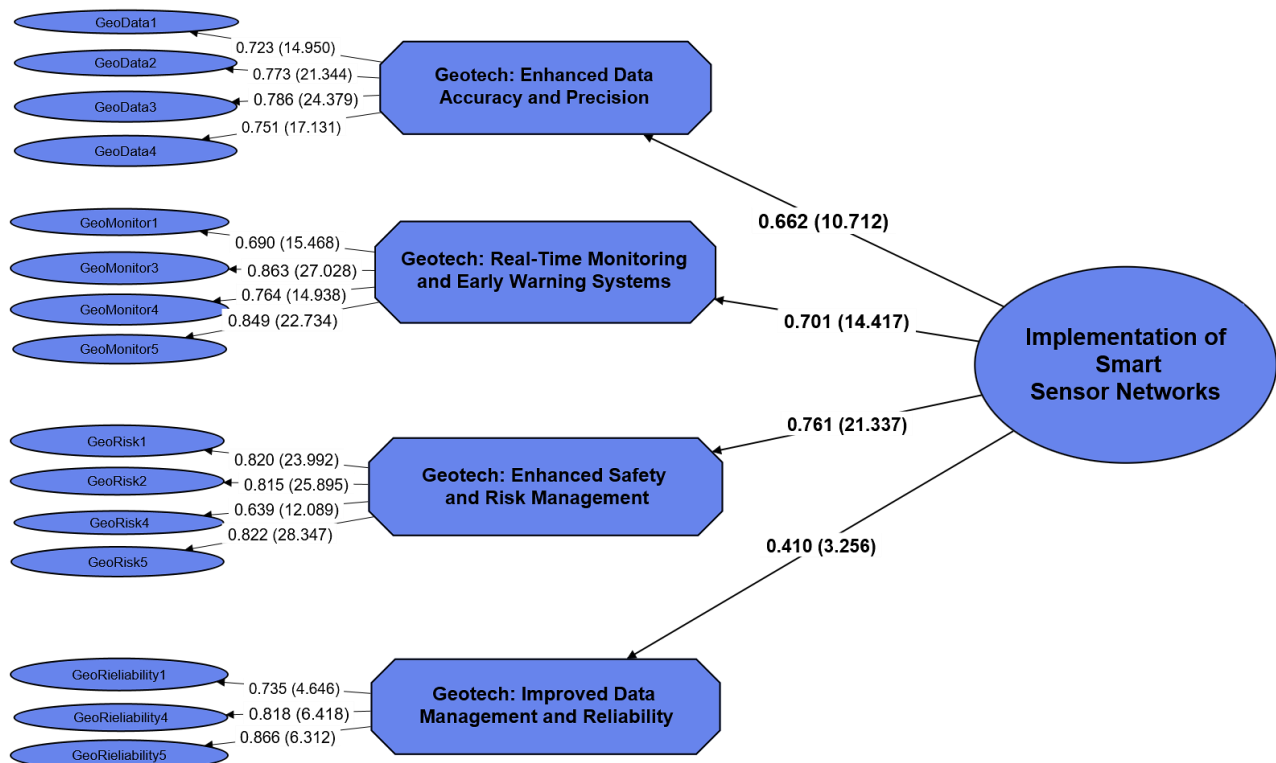 GeoData1
0.723 (14.950)
GeoData2
0.773 (21.344)
GeoData3
0.786 (24.379)
GeoData4
0.751 (17.131)
Geotech: Enhanced Data
Accuracy and Precision
0.662 (10.712)
GeoMonitor1
0.690 (15.468)
GeoMonitor3
0.863 (27.028)
GeoMonitor4
0.764 (14.938)
GeoMonitor5
0.849 (22.734)
Geotech: Real-Time Monitoring
and Early Warning Systems
0.701 (14.417)
Implementation of
Smart
Sensor Networks
GeoRisk1
0.820 (23.992)
GeoRisk2
0.815 (25.895)
GeoRisk4
0.639 (12.089)
GeoRisk5
0.822 (28.347)
Geotech: Enhanced Safety
and Risk Management
0.761 (21.337)
0.410 (3.256)
GeoRieliability1
0.735 (4.646)
GeoRieliability4
0.818 (6.418)
GeoRieliability5
0.866 (6.312)
Geotech: Improved Data
Management and Reliability